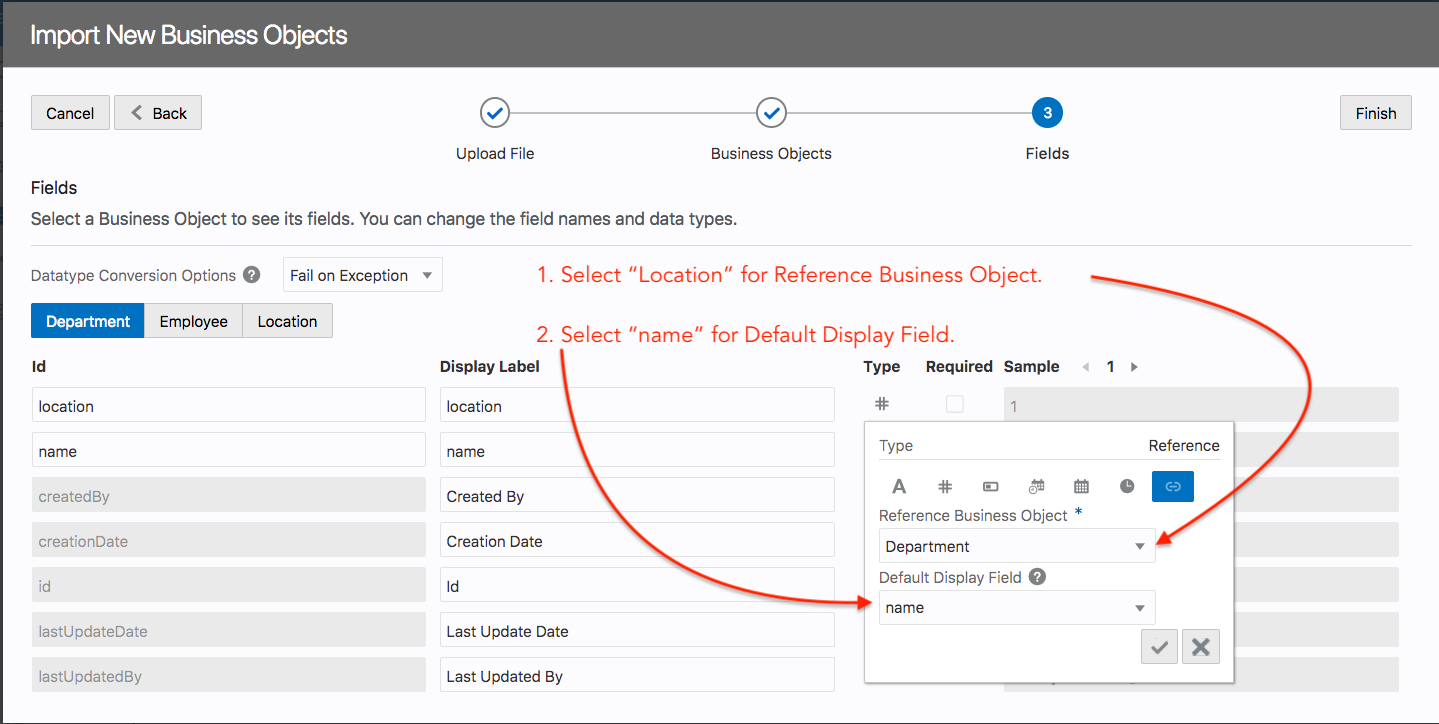 Import New Business Objects
Cancel
Back
Upload File
Business Objects
3
Fields
Finish
Fields
Select a Business Object to see its fields. You can change the field names and data types.
Datatype Conversion Options ?
Fail on Exception
1. Select “Location” for Reference Business Object.
Department Employee Location
2. Select “name” for Default Display Field.
Id Display Label Type Required Sample 1
location location # 1
name name
Type Reference
createdBy Created By
A #
Reference Business Object *
creationDate Creation Date
Department
id Id
Default Display Field ?
name
lastUpdateDate Last Update Date
lastUpdatedBy Last Updated By